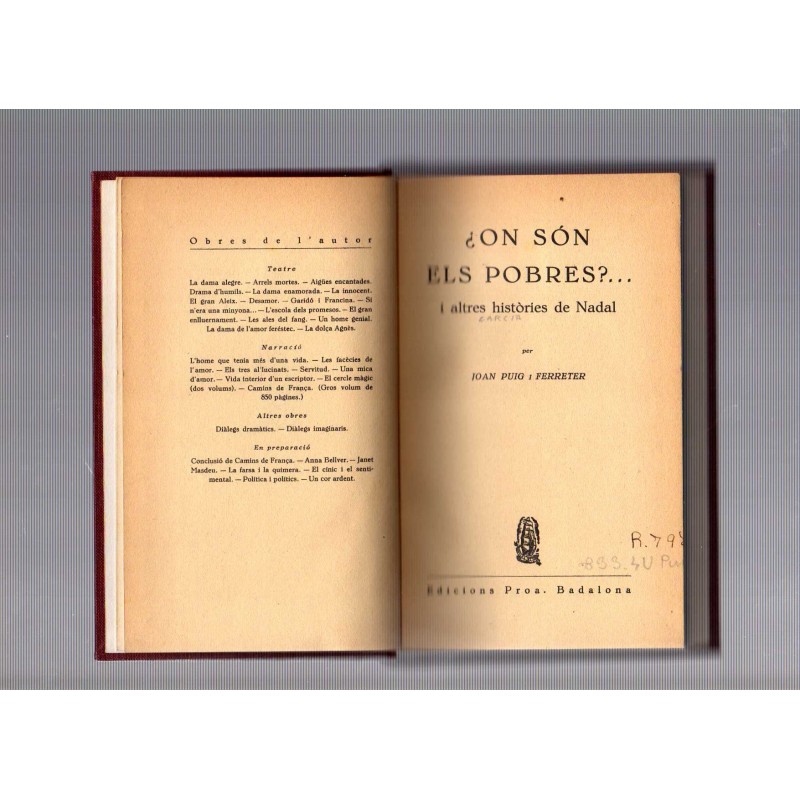 Obres de l'autor
Teatre
La dama alegre. — Arrels mortes. — Aigües encantades.
Drama d'humils. — La dama enamorada. — La innocent.
El gran Aleix. — Desamor. — Garidó i Francina. — Si
n'era una minyona... — L'escola dels promesos. — El gran
enlluernament. — Les ales del fang. — Un home genial.
La dama de l'amor feréstec. — La dolça Agnès.
Narració
L'home que tenia més d'una vida. — Les facècies de
l'amor. — Els tres al'lucinats. — Servitud. — Una mica
d'amor. — Vida interior d'un escriptor. — El cercle màgic
(dos volums). — Camins de França. (Gros volum de
850 pàgines.)
Altres obres
Diàlegs dramàtics. — Diàlegs imaginaris.
En preparació
Conclusió de Camins de França. — Anna Bellver. — Janet
Masdeu. — La farsa i la quimera. — El cínic i el senti-
mental. — Política i polítics. — Un cor ardent.
¿ON SÓN
ELS POBRES?...
i altres històries de Nadal
per
JOAN PUIG i FERRETER
R.79
Edicions Proa. Badalona